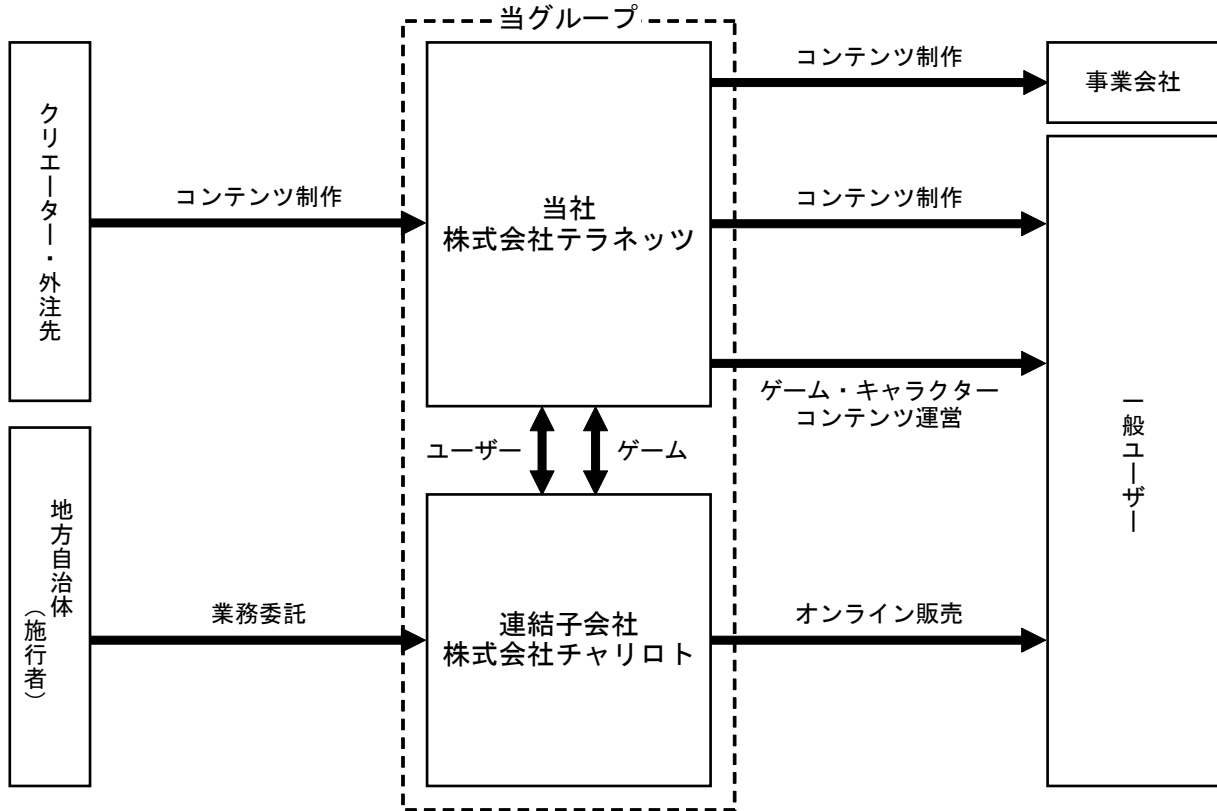 当グループ
クリエーター・外注先
コンテンツ制作
当社
株式会社テラネッツ
コンテンツ制作
事業会社
コンテンツ制作
ゲーム・キャラクター
コンテンツ運営
一般ユーザー
ユーザー
ゲーム
地方自治体
（施行者）
業務委託
連結子会社
株式会社チャリロト
オンライン販売